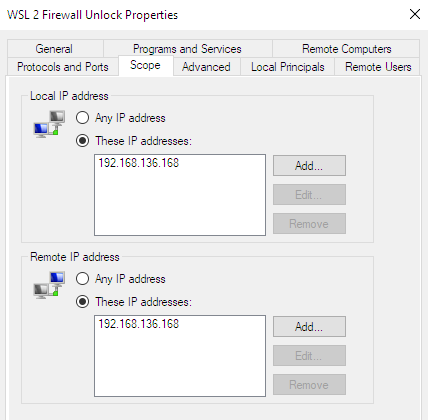 WSL 2 Firewall Unlock Properties
General Programs and Services Remote Computers
Protocols and Ports Scope Advanced Local Principals Remote Users
Local IP address
Any IP address
These IP addresses:
192.168.136.168
Add...
Edit...
Remove
Remote IP address
Any IP address
These IP addresses:
192.168.136.168
Add...
Edit...
Remove